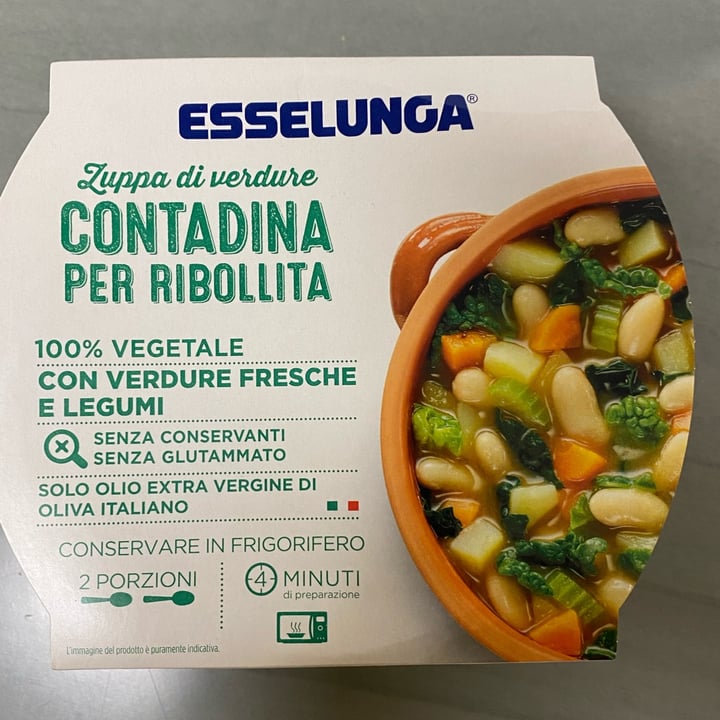 ESSELUNGA®
Zuppa di verdure
CONTADINA
PER RIBOLLITA
100% VEGETALE
CON VERDURE FRESCHE
E LEGUMI
SENZA CONSERVANTI
SENZA GLUTAMMATO
SOLO OLIO EXTRA VERGINE DI
OLIVA ITALIANO
CONSERVARE IN FRIGORIFERO
2 PORZIONI
4 MINUTI
di preparazione
L'immagine del prodotto è puramente indicativa.